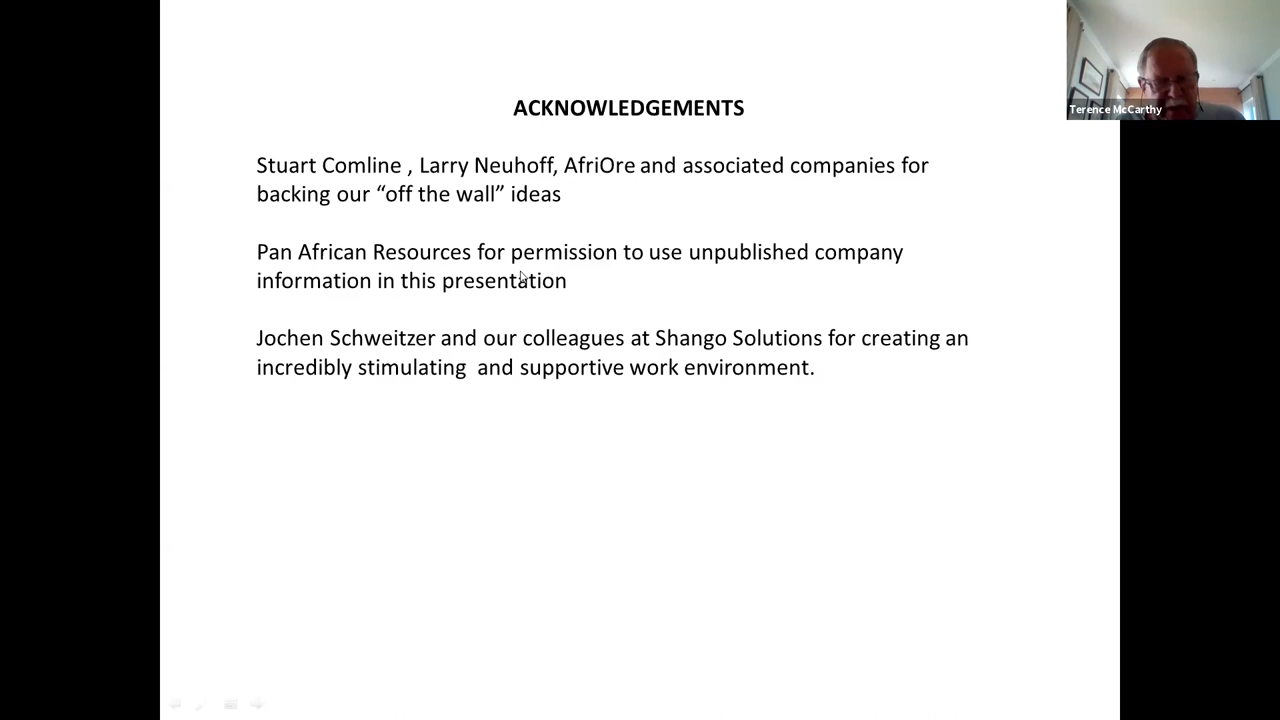 ACKNOWLEDGEMENTS
Stuart Comline , Larry Neuhoff, AfriOre and associated companies for
backing our “off the wall” ideas
Pan African Resources for permission to use unpublished company
information in this presentation
Jochen Schweitzer and our colleagues at Shango Solutions for creating an
incredibly stimulating  and supportive work environment.
Terence McCarthy